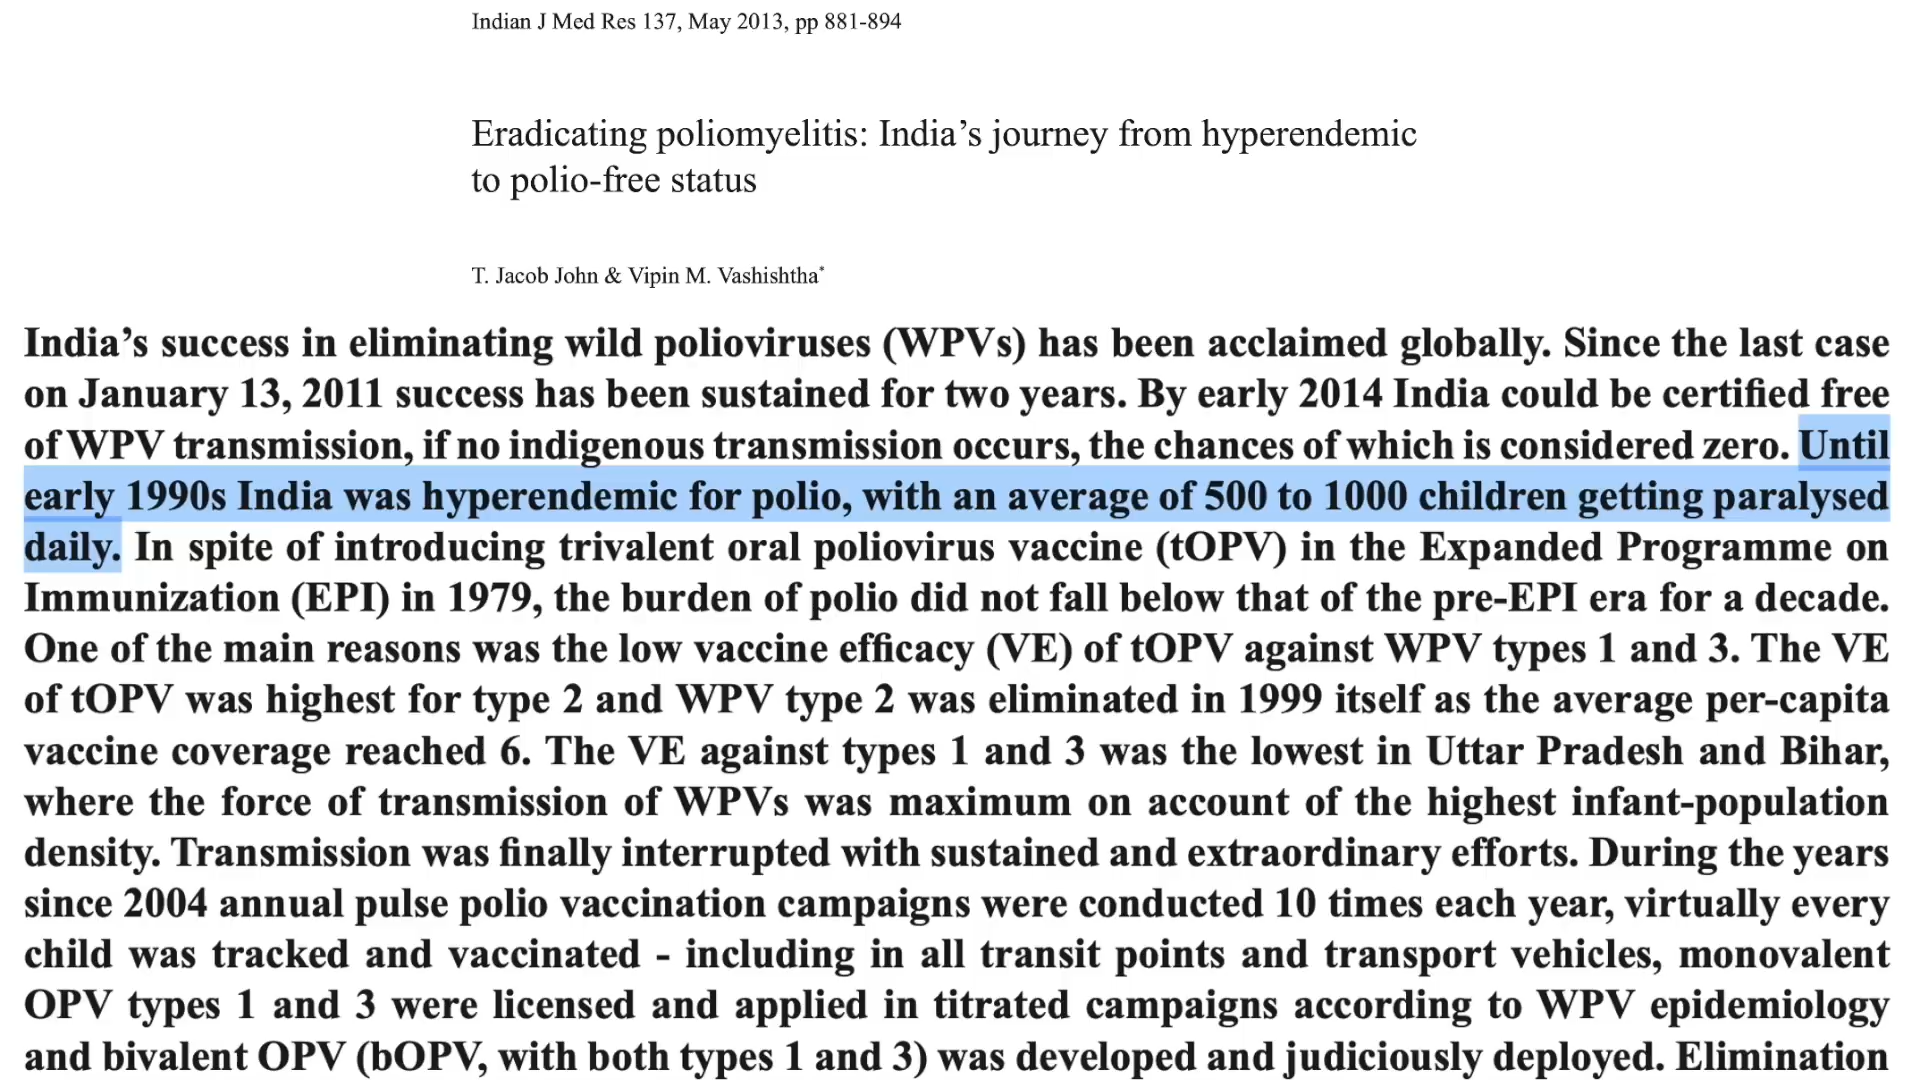 Indian J Med Res 137, May 2013, pp 881-894
Eradicating poliomyelitis: India’s journey from hyperendemic
to polio-free status
T. Jacob John & Vipin M. Vashishtha*
India’s success in eliminating wild polioviruses (WPVs) has been acclaimed globally. Since the last case
on January 13, 2011 success has been sustained for two years. By early 2014 India could be certified free
of WPV transmission, if no indigenous transmission occurs, the chances of which is considered zero. Until
early 1990s India was hyperendemic for polio, with an average of 500 to 1000 children getting paralysed
daily. In spite of introducing trivalent oral poliovirus vaccine (tOPV) in the Expanded Programme on
Immunization (EPI) in 1979, the burden of polio did not fall below that of the pre-EPI era for a decade.
One of the main reasons was the low vaccine efficacy (VE) of tOPV against WPV types 1 and 3. The VE
of tOPV was highest for type 2 and WPV type 2 was eliminated in 1999 itself as the average per-capita
vaccine coverage reached 6. The VE against types 1 and 3 was the lowest in Uttar Pradesh and Bihar,
where the force of transmission of WPVs was maximum on account of the highest infant-population
density. Transmission was finally interrupted with sustained and extraordinary efforts. During the years
since 2004 annual pulse polio vaccination campaigns were conducted 10 times each year, virtually every
child was tracked and vaccinated - including in all transit points and transport vehicles, monovalent
OPV types 1 and 3 were licensed and applied in titrated campaigns according to WPV epidemiology
and bivalent OPV (bOPV, with both types 1 and 3) was developed and judiciously deployed. Elimination